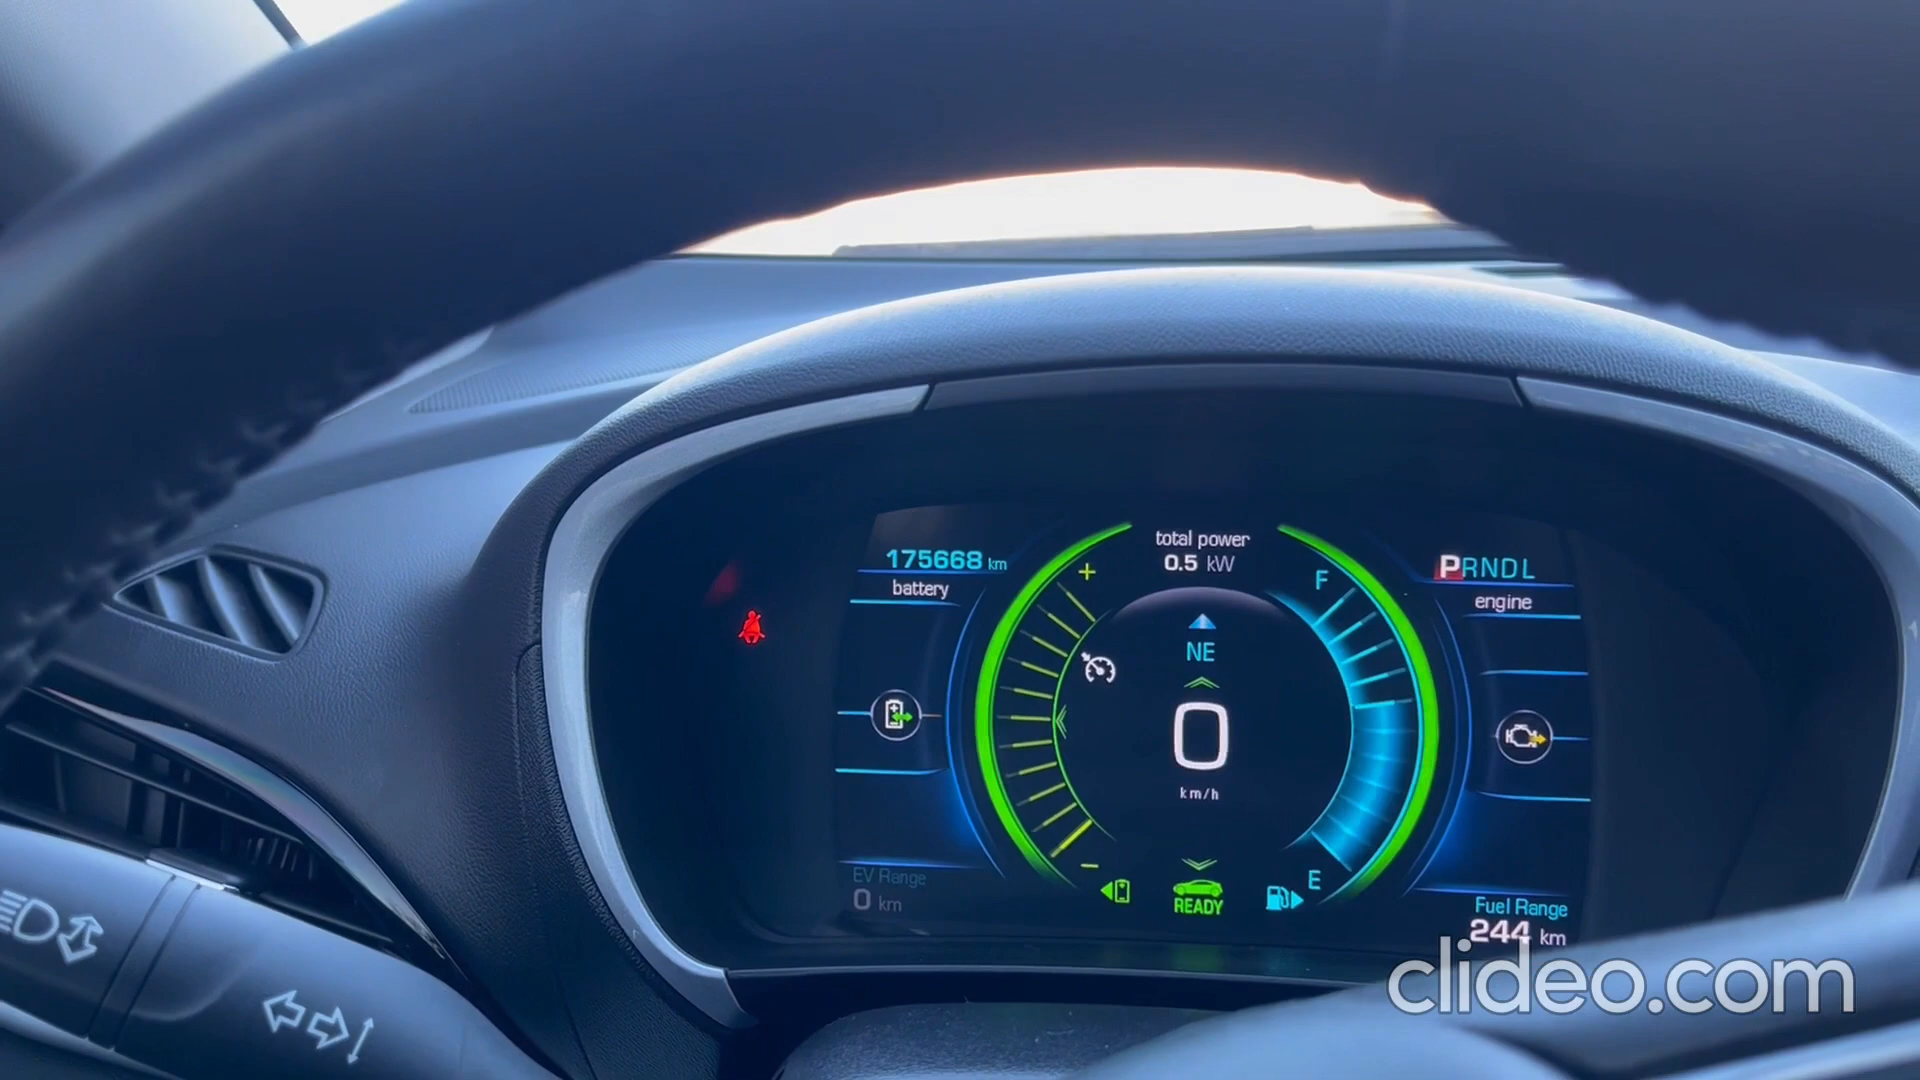 175668 km
battery
total power
0.5 kW
PRNDL
engine
+
F
NE
0
km/h
-
E
EV Range
0 km
READY
Fuel Range
244 km
clideo.com